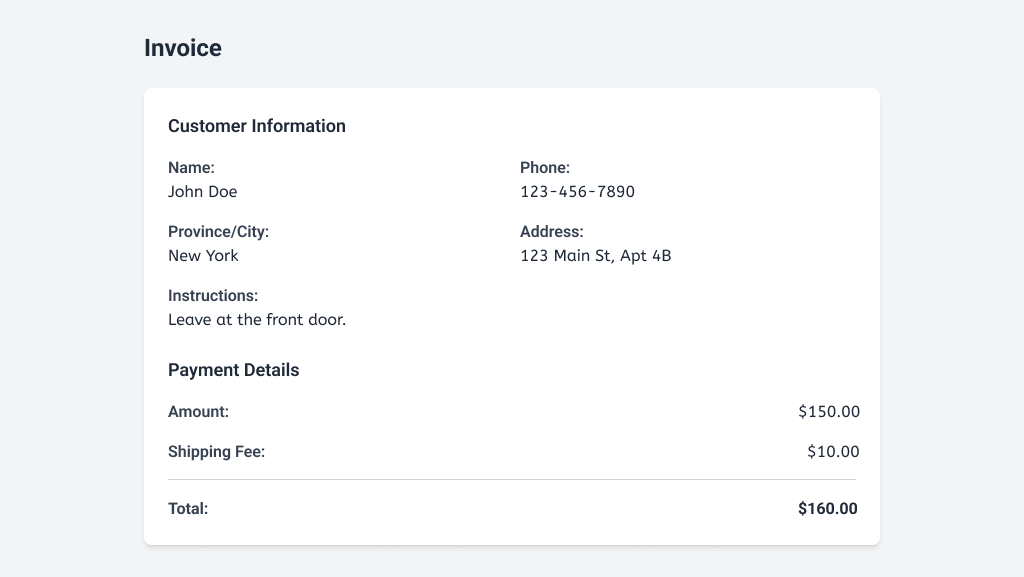 Invoice
Customer Information
Name:
John Doe
Phone:
123-456-7890
Province/City:
New York
Address:
123 Main St, Apt 4B
Instructions:
Leave at the front door.
Payment Details
Amount: $150.00
Shipping Fee: $10.00
Total: $160.00